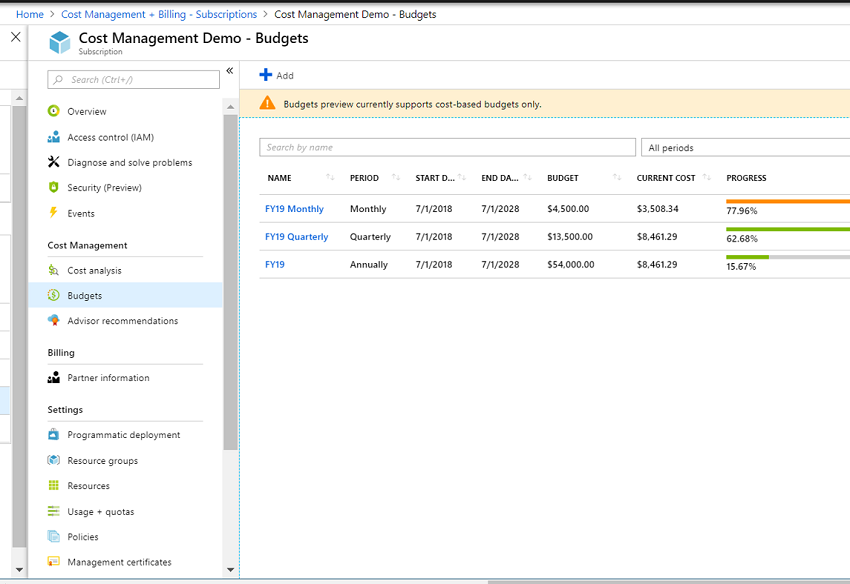 Home > Cost Management + Billing - Subscriptions > Cost Management Demo - Budgets
Cost Management Demo - Budgets
Subscription
Search (Ctrl+/)
«
Overview
Access control (IAM)
Diagnose and solve problems
Security (Preview)
Events
Cost Management
Cost analysis
Budgets
Advisor recommendations
Billing
Partner information
Settings
Programmatic deployment
Resource groups
Resources
Usage + quotas
Policies
Management certificates
Add
Budgets preview currently supports cost-based budgets only.
Search by name
All periods
NAME PERIOD START D... END DA... BUDGET CURRENT COST PROGRESS
FY19 Monthly Monthly 7/1/2018 7/1/2028 $4,500.00 $3,508.34 77.96%
FY19 Quarterly Quarterly 7/1/2018 7/1/2028 $13,500.00 $8,461.29 62.68%
FY19 Annually 7/1/2018 7/1/2028 $54,000.00 $8,461.29 15.67%